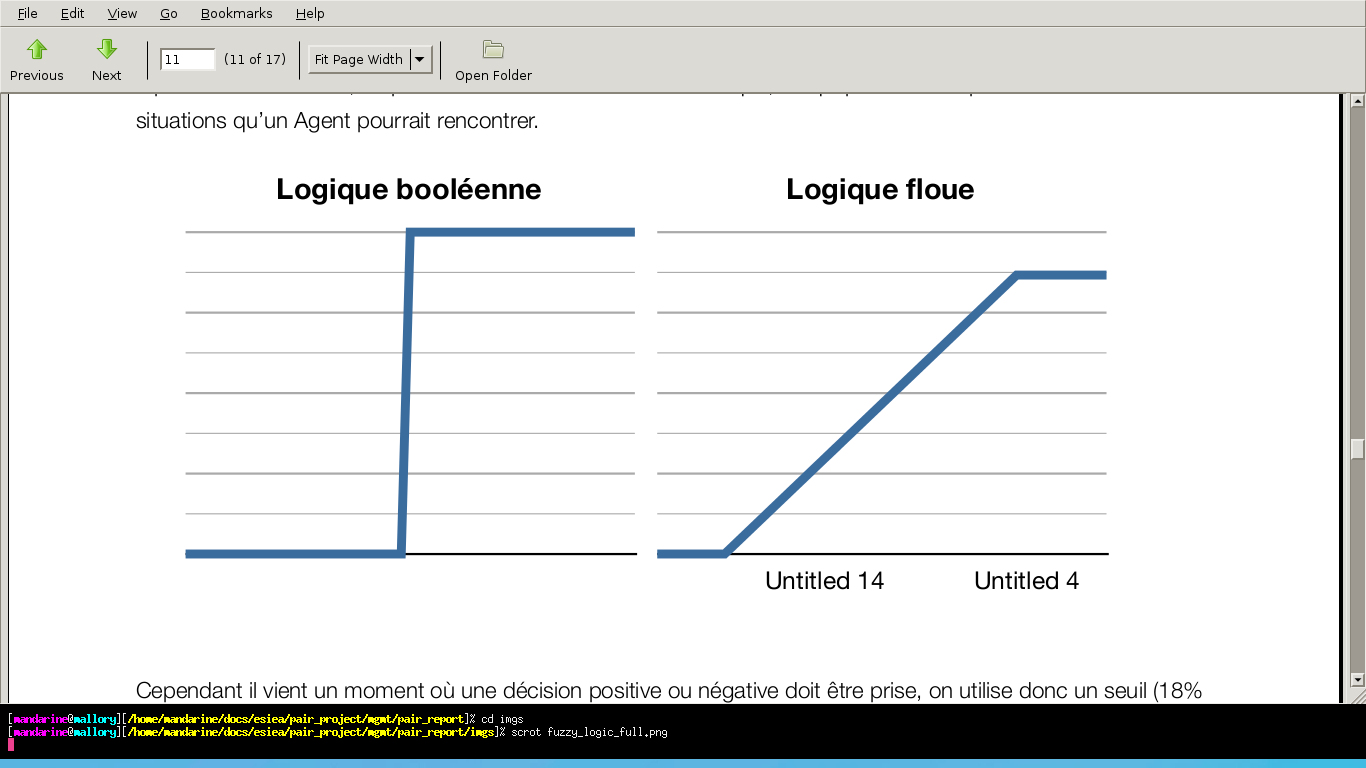 File Edit View Go Bookmarks Help
11 (11 of 17) Fit Page Width
Previous Next Open Folder
situations qu’un Agent pourrait rencontrer.
Logique booléenne Logique floue
Untitled 14 Untitled 4
Cependant il vient un moment où une décision positive ou négative doit être prise, on utilise donc un seuil (18%
[mandarine@mallory][/home/mandarine/docs/esiea/pair_project/mgmt/pair_report]% cd imgs
[mandarine@mallory][/home/mandarine/docs/esiea/pair_project/mgmt/pair_report/imgs]% scrot fuzzy_logic_full.png